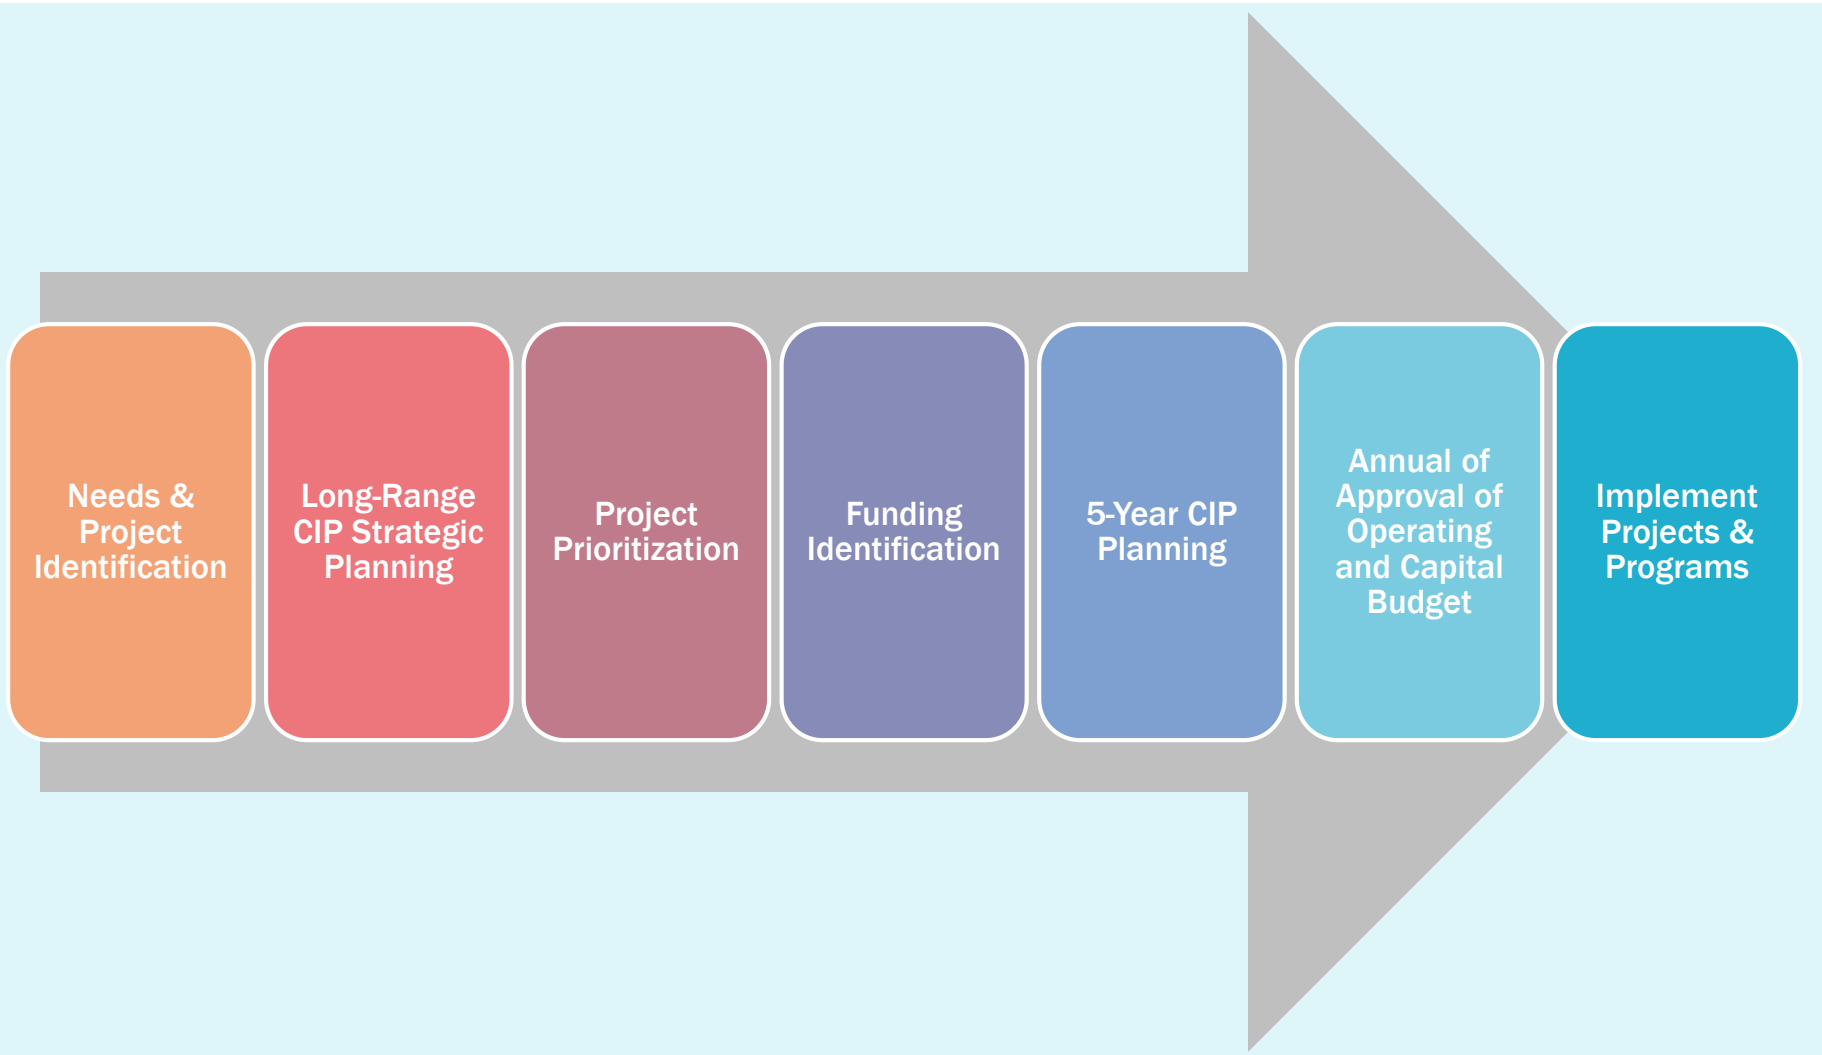 Needs &
Project
Identification
Long-Range
CIP Strategic
Planning
Project
Prioritization
Funding
Identification
5-Year CIP
Planning
Annual of
Approval of
Operating
and Capital
Budget
Implement
Projects &
Programs